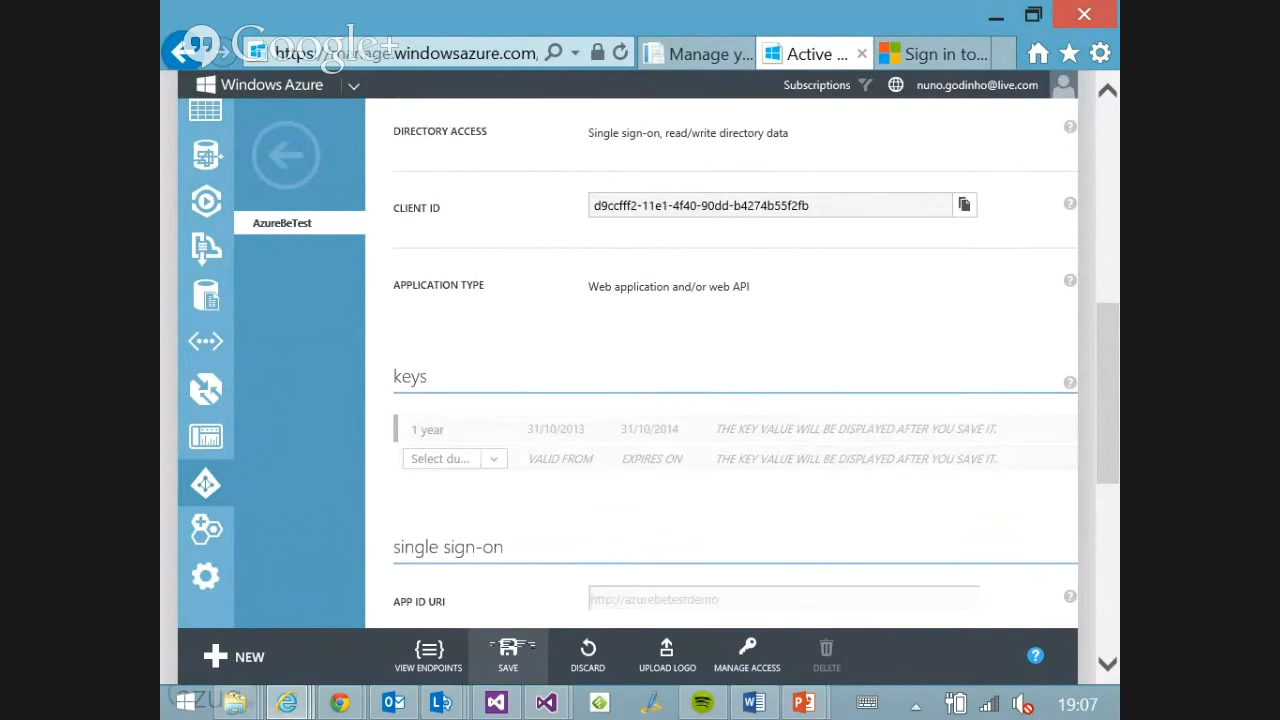 Google+
https://manage.windowsazure.com,
Manage y...
Active ...
Sign in to...
Windows Azure
Subscriptions
nuno.godinho@live.com
DIRECTORY ACCESS
Single sign-on, read/write directory data
CLIENT ID
d9ccfff2-11e1-4f40-90dd-b4274b55f2fb
AzureBeTest
APPLICATION TYPE
Web application and/or web API
keys
1 year
31/10/2013
31/10/2014
THE KEY VALUE WILL BE DISPLAYED AFTER YOU SAVE IT.
Select du...
VALID FROM
EXPIRES ON
THE KEY VALUE WILL BE DISPLAYED AFTER YOU SAVE IT.
single sign-on
APP ID URI
http://azurebetestdemo
NEW
VIEW ENDPOINTS
SAVE
DISCARD
UPLOAD LOGO
MANAGE ACCESS
DELETE
19:07